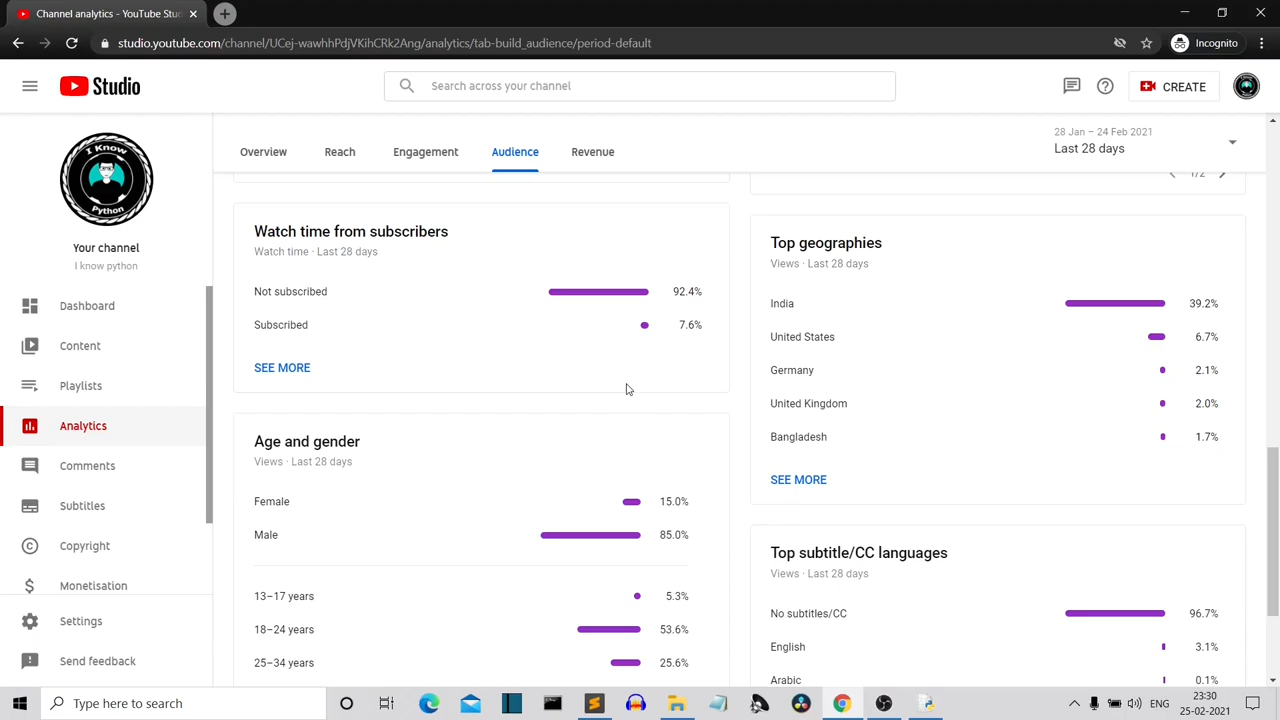 Channel analytics - YouTube Stud
studio.youtube.com/channel/UCej-wawhhPdjVKihCRk2Ang/analytics/tab-build_audience/period-default
Incognito
Studio
Search across your channel
CREATE
I Know
Python
Your channel
I know python
Dashboard
Content
Playlists
Analytics
Comments
Subtitles
Copyright
Monetisation
Settings
Send feedback
Overview
Reach
Engagement
Audience
Revenue
28 Jan – 24 Feb 2021
Last 28 days
1/2
Watch time from subscribers
Watch time · Last 28 days
Not subscribed 92.4%
Subscribed 7.6%
SEE MORE
Age and gender
Views · Last 28 days
Female 15.0%
Male 85.0%
13–17 years 5.3%
18–24 years 53.6%
25–34 years 25.6%
Top geographies
Views · Last 28 days
India 39.2%
United States 6.7%
Germany 2.1%
United Kingdom 2.0%
Bangladesh 1.7%
SEE MORE
Top subtitle/CC languages
Views · Last 28 days
No subtitles/CC 96.7%
English 3.1%
Arabic 0.1%
Type here to search
ENG
23:30
25-02-2021